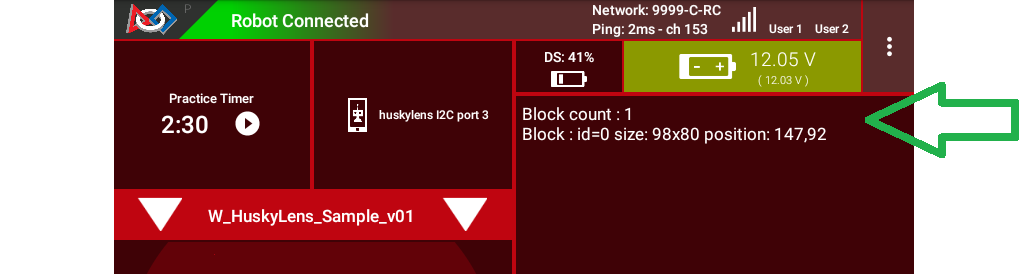 P
Robot Connected
Network: 9999-C-RC
Ping: 2ms - ch 153
User 1 User 2
Practice Timer
2:30
huskylens I2C port 3
DS: 41%
12.05 V
( 12.03 V )
Block count : 1
Block : id=0 size: 98x80 position: 147,92
W_HuskyLens_Sample_v01